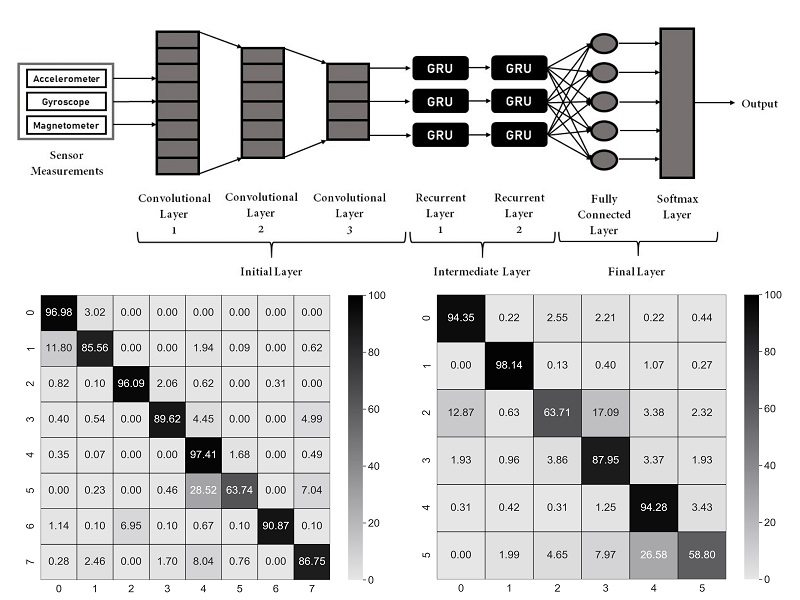 Accelerometer
Gyroscope
Magnetometer
Sensor
Measurements
GRU GRU
GRU GRU
GRU GRU
Output
Convolutional
Layer
1
Convolutional
Layer
2
Convolutional
Layer
3
Recurrent
Layer
1
Recurrent
Layer
2
Fully
Connected
Layer
Softmax
Layer
Initial Layer
Intermediate Layer
Final Layer
0 96.98 3.02 0.00 0.00 0.00 0.00 0.00 0.00
1 11.80 85.56 0.00 0.00 1.94 0.09 0.00 0.62
2 0.82 0.10 96.09 2.06 0.62 0.00 0.31 0.00
3 0.40 0.54 0.00 89.62 4.45 0.00 0.00 4.99
4 0.35 0.07 0.00 0.00 97.41 1.68 0.00 0.49
5 0.00 0.23 0.00 0.46 28.52 63.74 0.00 7.04
6 1.14 0.10 6.95 0.10 0.67 0.10 90.87 0.10
7 0.28 2.46 0.00 1.70 8.04 0.76 0.00 86.75
0 1 2 3 4 5 6 7
100
80
60
40
20
0
0 94.35 0.22 2.55 2.21 0.22 0.44
1 0.00 98.14 0.13 0.40 1.07 0.27
2 12.87 0.63 63.71 17.09 3.38 2.32
3 1.93 0.96 3.86 87.95 3.37 1.93
4 0.31 0.42 0.31 1.25 94.28 3.43
5 0.00 1.99 4.65 7.97 26.58 58.80
0 1 2 3 4 5
100
80
60
40
20
0